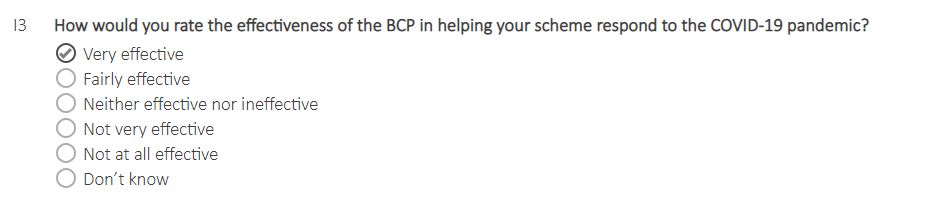 13 How would you rate the effectiveness of the BCP in helping your scheme respond to the COVID-19 pandemic?
Very effective
Fairly effective
Neither effective nor ineffective
Not very effective
Not at all effective
Don't know